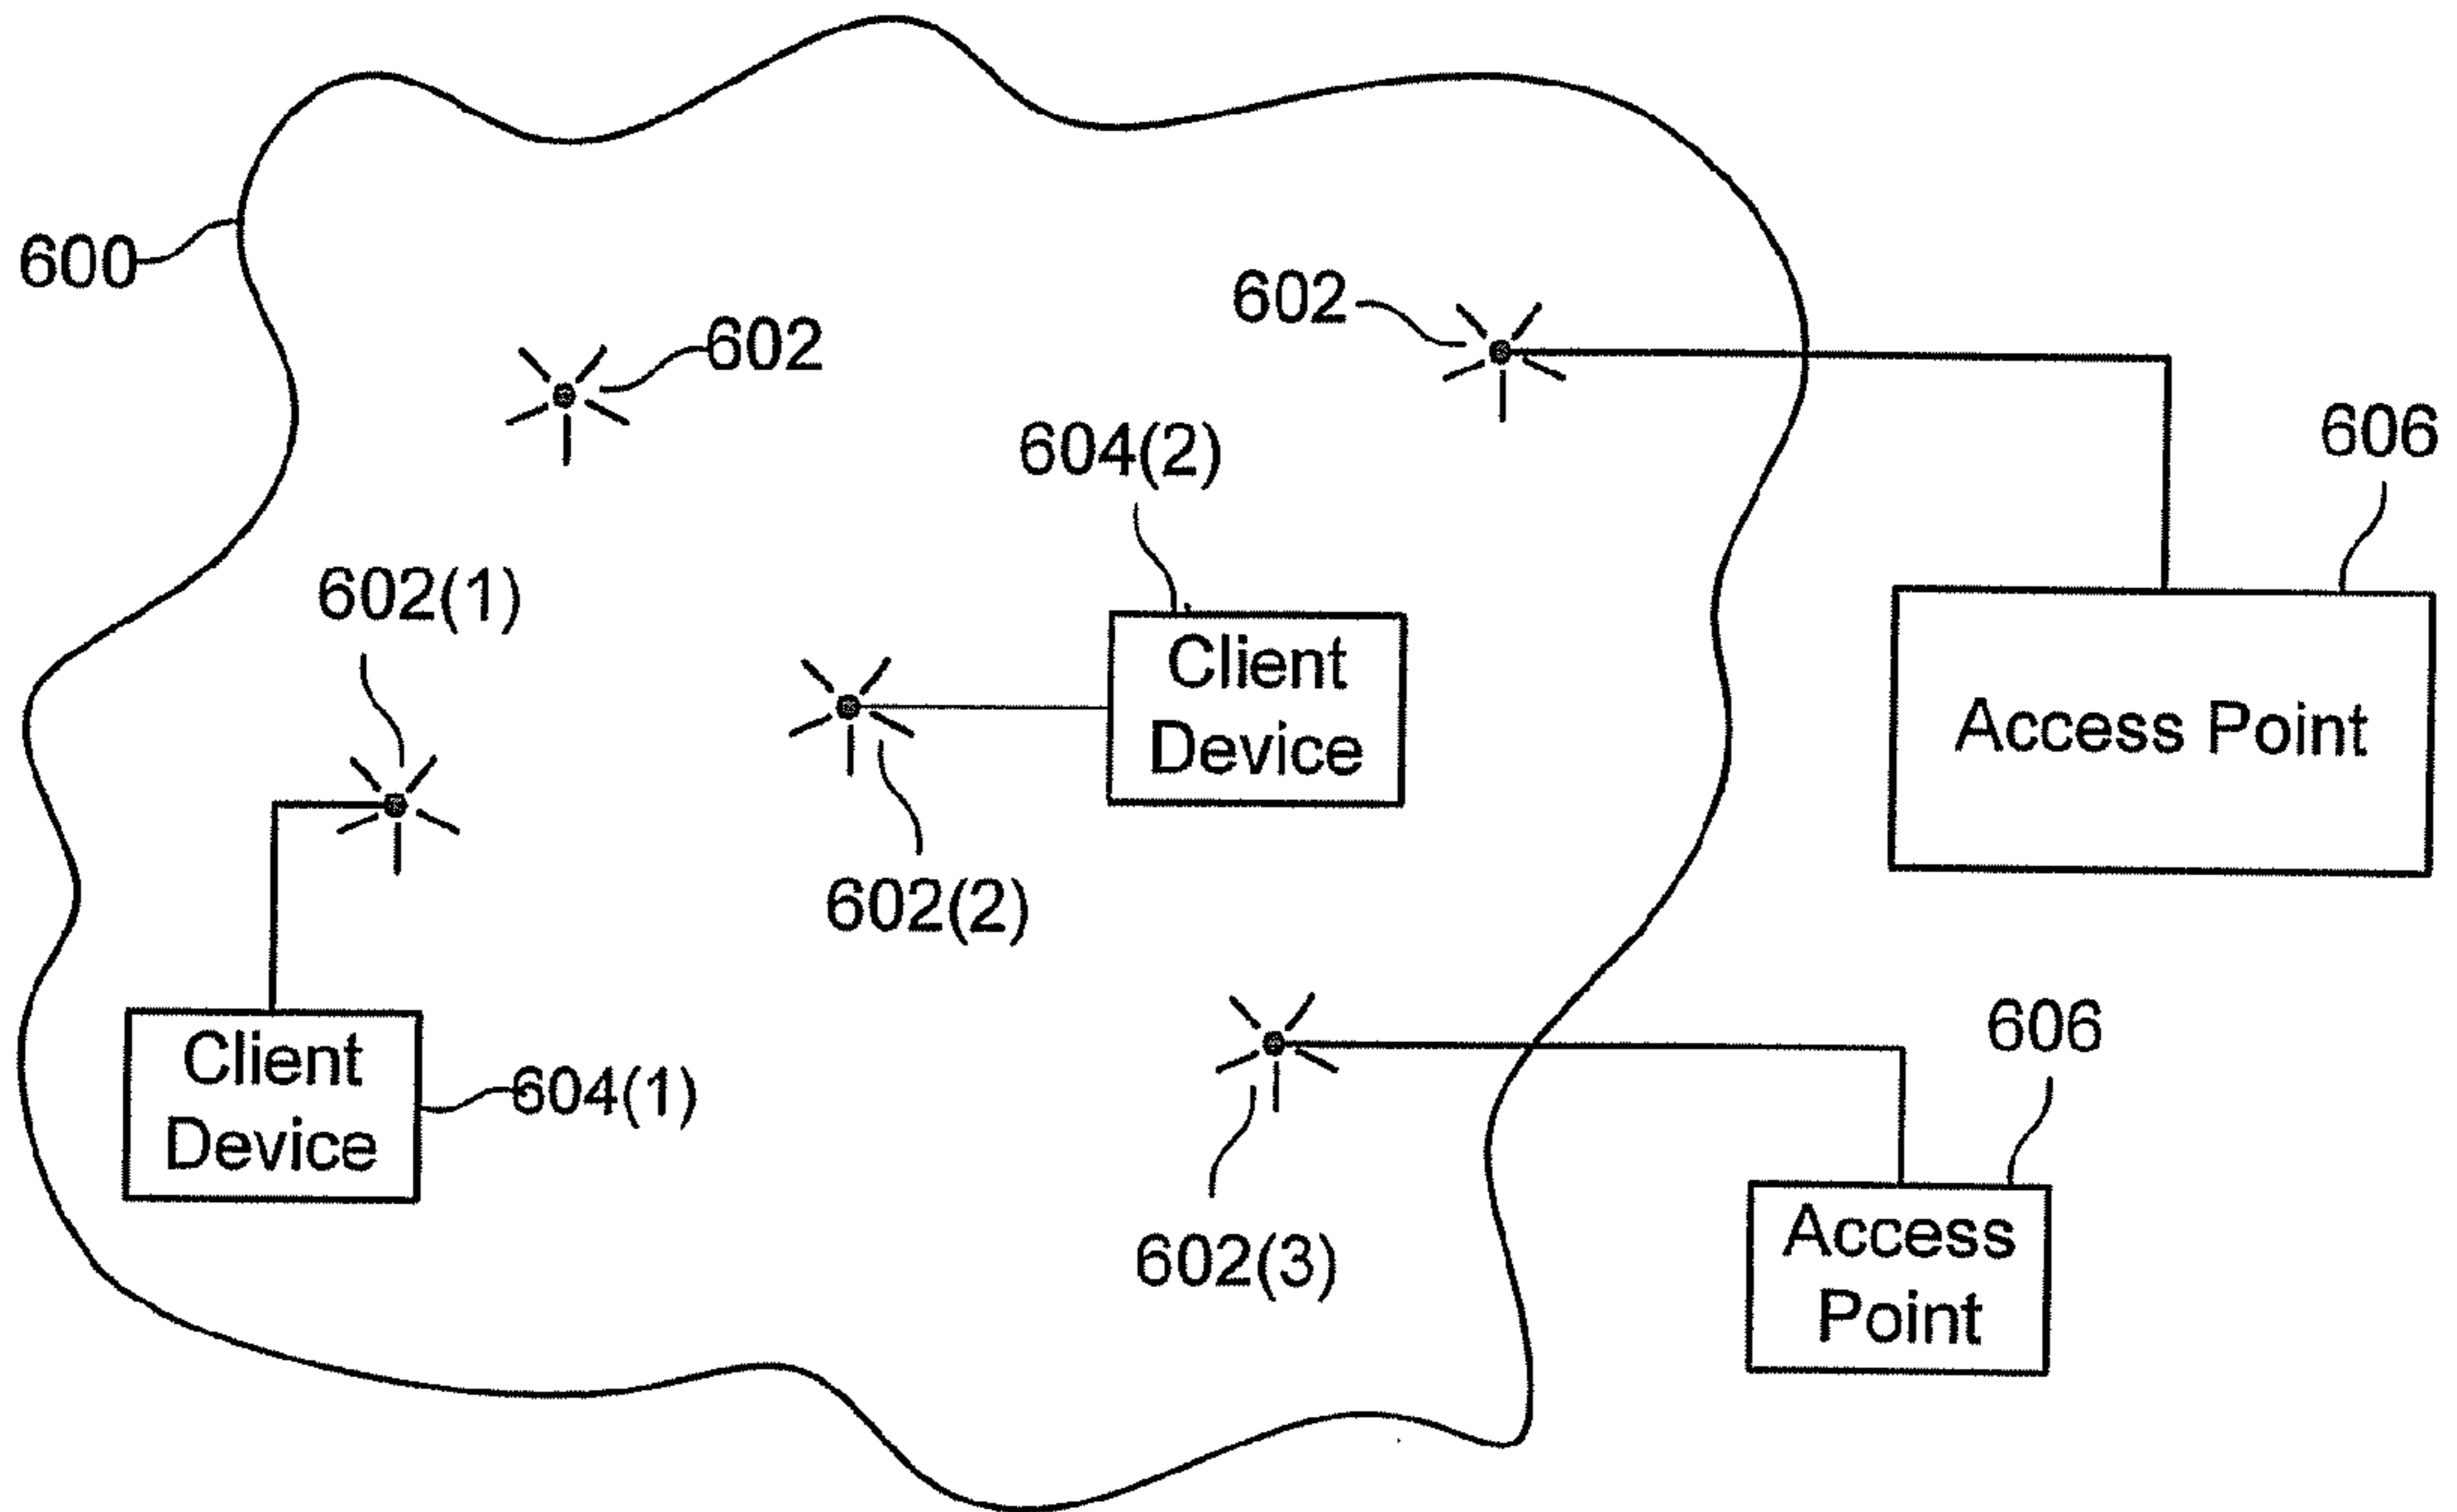 600
602
602
604(2)
606
602(1)
Client
Device
Access Point
602(2)
606
Client
Device
604(1)
602(3)
Access
Point